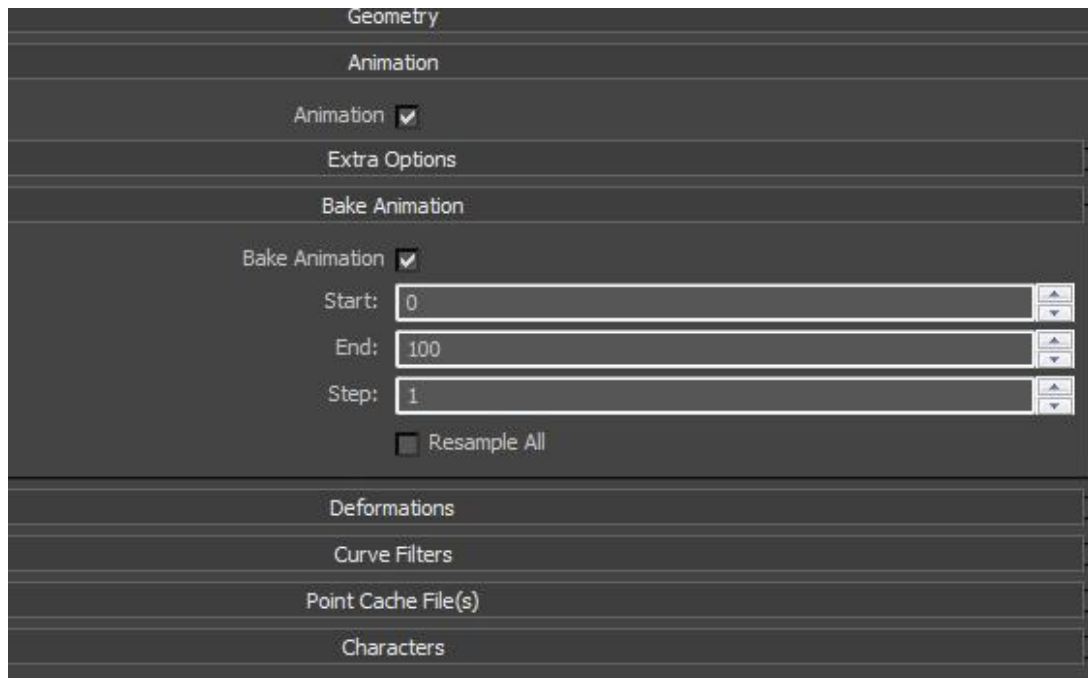 Geometry
Animation
Animation
Extra Options
Bake Animation
Bake Animation
Start: 0
End: 100
Step: 1
Resample All
Deformations
Curve Filters
Point Cache File(s)
Characters